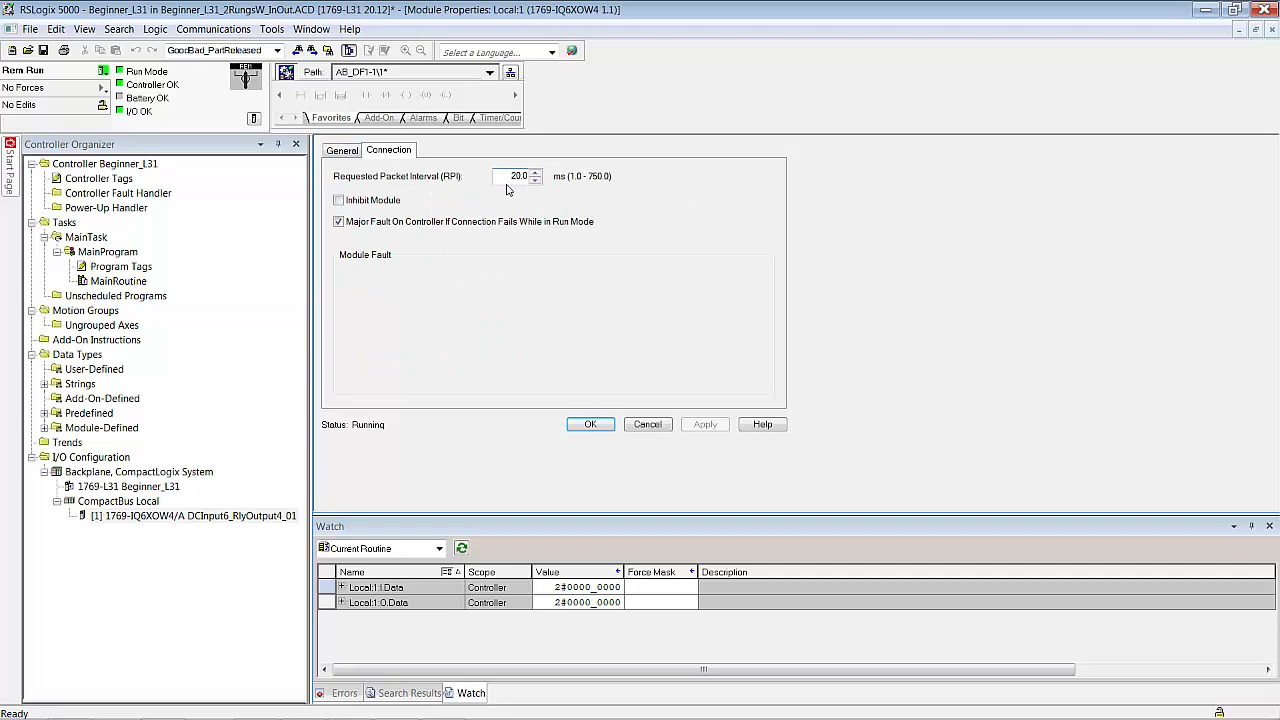 RSLogix 5000 - Beginner_L31 in Beginner_L31_2RungsW_InOut.ACD [1769-L31 20.12]* - [Module Properties: Local:1 (1769-IQ6XOW4 1.1)]
File Edit View Search Logic Communications Tools Window Help
GoodBad_PartReleased
Select a Language...
Rem Run
No Forces
No Edits
Run Mode
Controller OK
Battery OK
I/O OK
REM
Path: AB_DF1-1\1*
Favorites Add-On Alarms Bit Timer/Coun
Start Page
Controller Organizer
Controller Beginner_L31
Controller Tags
Controller Fault Handler
Power-Up Handler
Tasks
MainTask
MainProgram
Program Tags
MainRoutine
Unscheduled Programs
Motion Groups
Ungrouped Axes
Add-On Instructions
Data Types
User-Defined
Strings
Add-On-Defined
Predefined
Module-Defined
Trends
I/O Configuration
Backplane, CompactLogix System
1769-L31 Beginner_L31
CompactBus Local
[1] 1769-IQ6XOW4/A DCInput6_RlyOutput4_01
General Connection
Requested Packet Interval (RPI): 20.0 ms (1.0 - 750.0)
Inhibit Module
Major Fault On Controller If Connection Fails While in Run Mode
Module Fault
Status: Running OK Cancel Apply Help
Watch
Current Routine
Name Scope Value Force Mask Description
Local:1:I.Data Controller 2#0000_0000
Local:1:O.Data Controller 2#0000_0000
Errors Search Results Watch
Ready